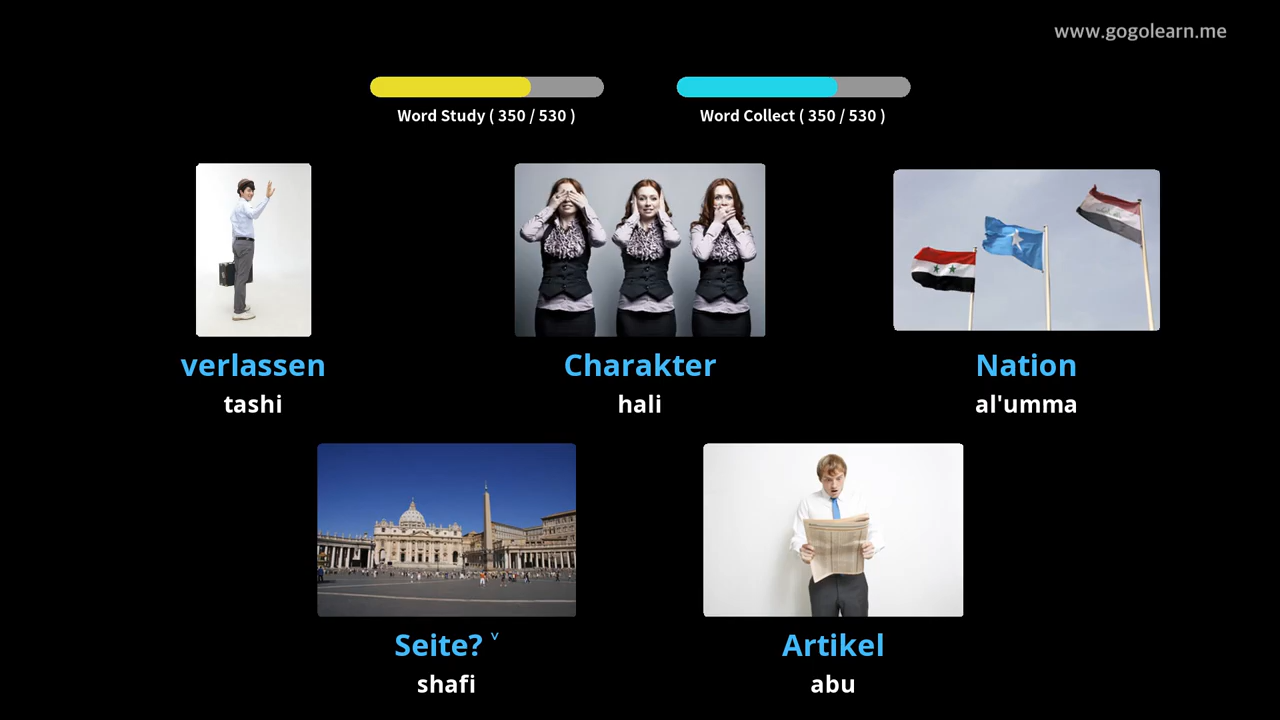 www.gogolearn.me
Word Study ( 350 / 530 )
Word Collect ( 350 / 530 )
verlassen
tashi
Charakter
hali
Nation
al'umma
Seite? ˅
shafi
Artikel
abu